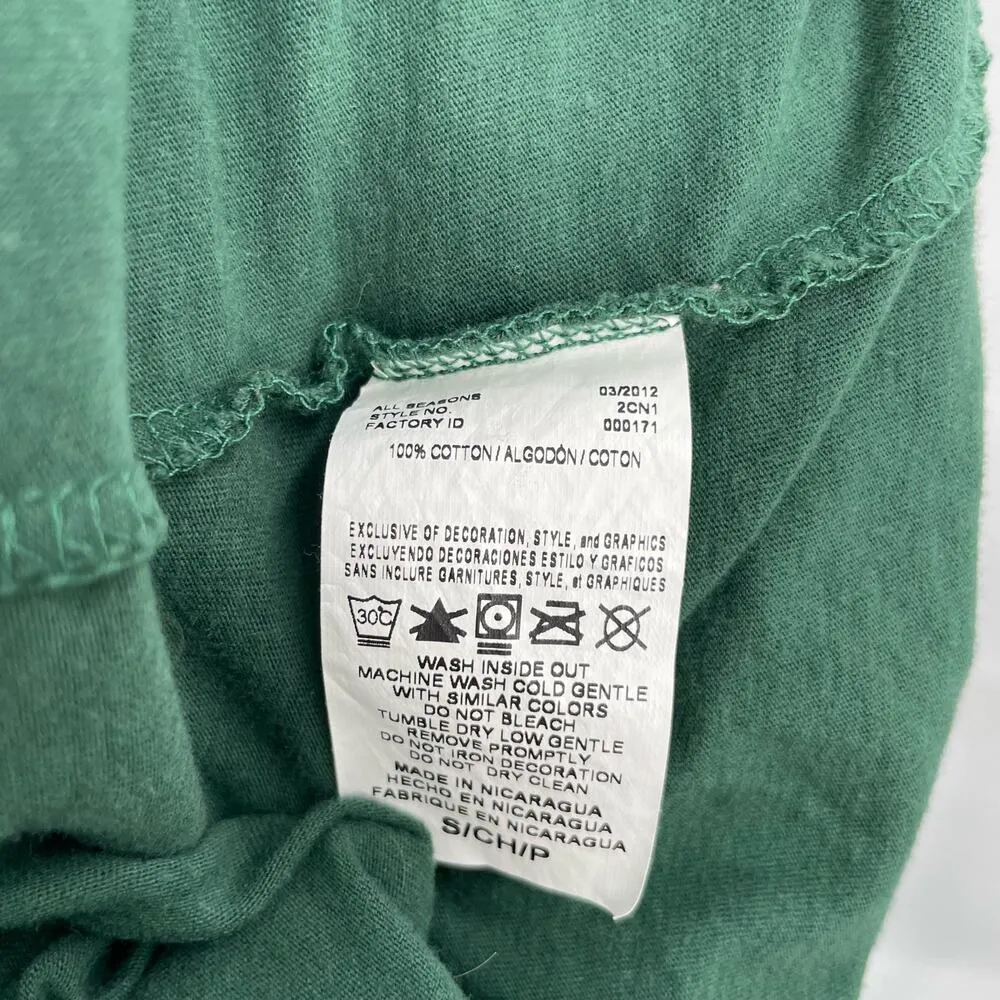 ALL SEASONS 03/2012
STYLE NO. 2CN1
FACTORY ID 000171
100% COTTON / ALGODÓN / COTON
EXCLUSIVE OF DECORATION, STYLE, and GRAPHICS
EXCLUYENDO DECORACIONES ESTILO Y GRAFICOS
SANS INCLURE GARNITURES, STYLE, et GRAPHIQUES
30°C
WASH INSIDE OUT
MACHINE WASH COLD GENTLE
WITH SIMILAR COLORS
DO NOT BLEACH
TUMBLE DRY LOW GENTLE
REMOVE PROMPTLY
DO NOT IRON DECORATION
DO NOT DRY CLEAN
MADE IN NICARAGUA
HECHO EN NICARAGUA
FABRIQUE EN NICARAGUA
S/CH/P